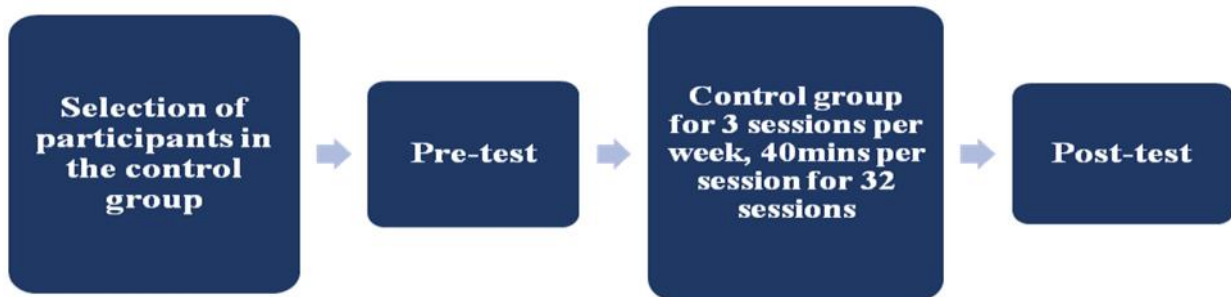 Selection of
participants in
the control
group
Pre-test
Control group
for 3 sessions per
week, 40mins per
session for 32
sessions
Post-test